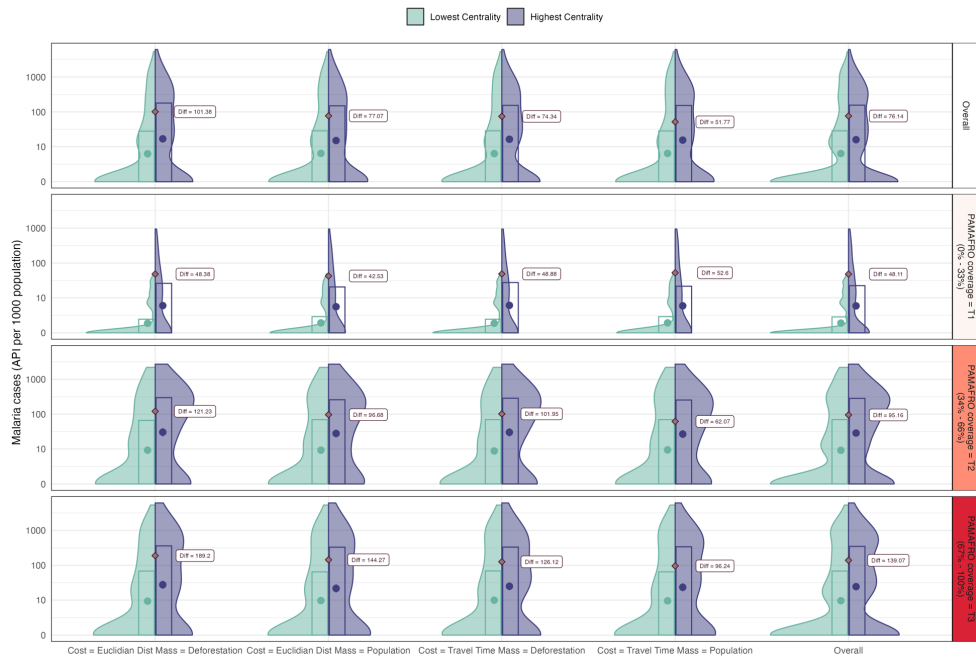 Lowest Centrality
Highest Centrality
Malaria cases (API per 1000 population)
1000
100
10
0
Diff = 101.38
Diff = 77.07
Diff = 74.34
Diff = 51.77
Diff = 76.14
Overall
1000
100
10
0
Diff = 48.38
Diff = 42.53
Diff = 48.88
Diff = 52.6
Diff = 48.11
PAMAFRO coverage = T1
(0% - 33%)
1000
100
10
0
Diff = 121.23
Diff = 96.68
Diff = 101.95
Diff = 62.07
Diff = 95.16
PAMAFRO coverage = T2
(34% - 66%)
1000
100
10
0
Diff = 189.2
Diff = 144.27
Diff = 126.12
Diff = 96.24
Diff = 139.07
PAMAFRO coverage = T3
(67% - 100%)
Cost = Euclidian Dist Mass = Deforestation
Cost = Euclidian Dist Mass = Population
Cost = Travel Time Mass = Deforestation
Cost = Travel Time Mass = Population
Overall